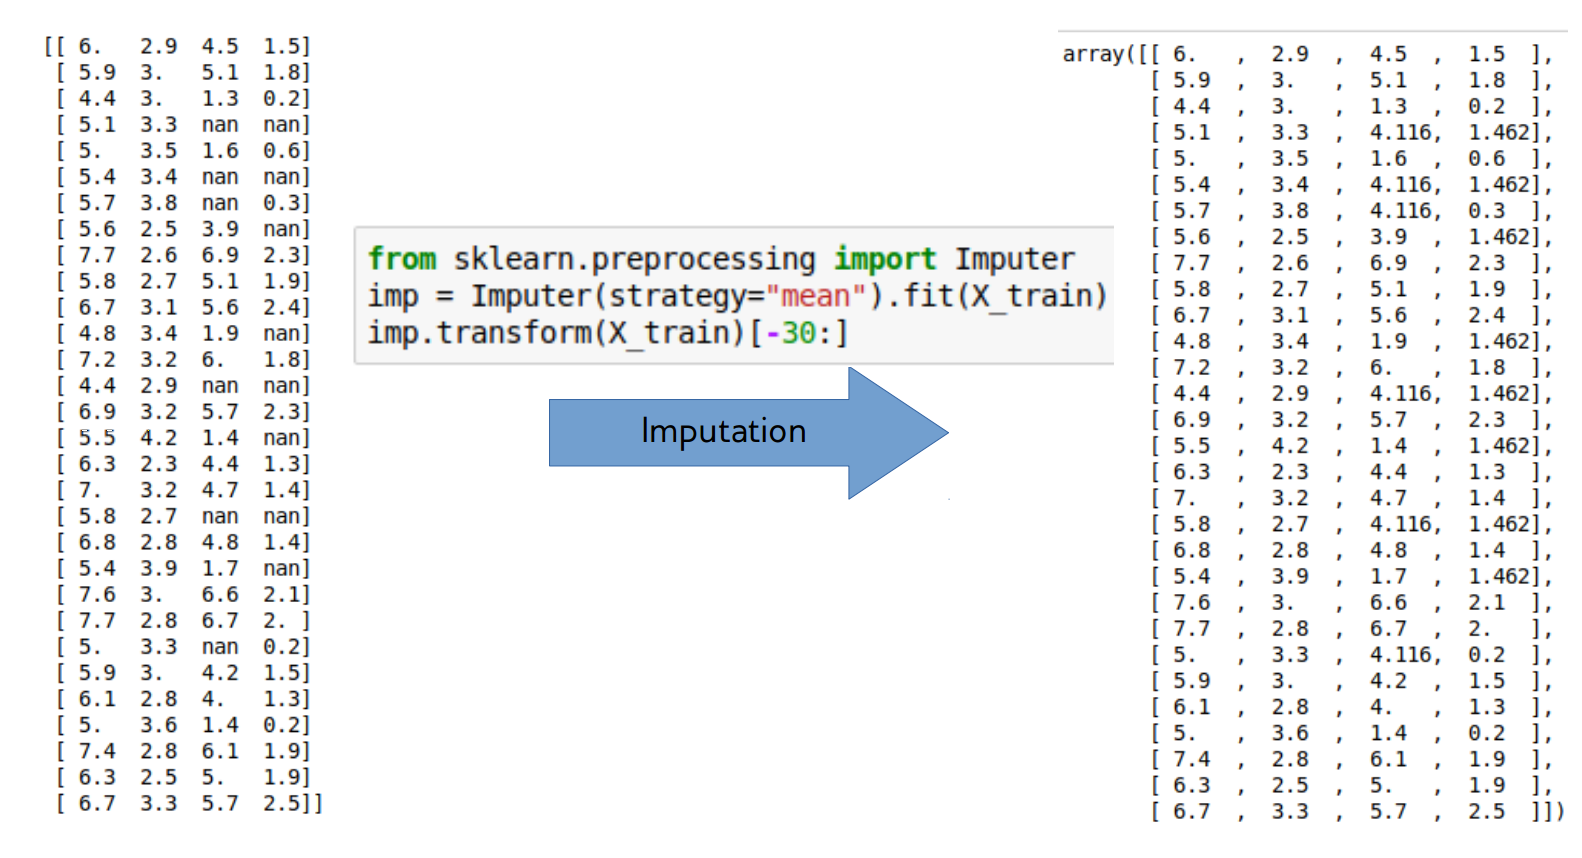 [[ 6.   2.9  4.5  1.5]
 [ 5.9  3.   5.1  1.8]
 [ 4.4  3.   1.3  0.2]
 [ 5.1  3.3  nan  nan]
 [ 5.   3.5  1.6  0.6]
 [ 5.4  3.4  nan  nan]
 [ 5.7  3.8  nan  0.3]
 [ 5.6  2.5  3.9  nan]
 [ 7.7  2.6  6.9  2.3]
 [ 5.8  2.7  5.1  1.9]
 [ 6.7  3.1  5.6  2.4]
 [ 4.8  3.4  1.9  nan]
 [ 7.2  3.2  6.   1.8]
 [ 4.4  2.9  nan  nan]
 [ 6.9  3.2  5.7  2.3]
 [ 5.5  4.2  1.4  nan]
 [ 6.3  2.3  4.4  1.3]
 [ 7.   3.2  4.7  1.4]
 [ 5.8  2.7  nan  nan]
 [ 6.8  2.8  4.8  1.4]
 [ 5.4  3.9  1.7  nan]
 [ 7.6  3.   6.6  2.1]
 [ 7.7  2.8  6.7  2. ]
 [ 5.   3.3  nan  0.2]
 [ 5.9  3.   4.2  1.5]
 [ 6.1  2.8  4.   1.3]
 [ 5.   3.6  1.4  0.2]
 [ 7.4  2.8  6.1  1.9]
 [ 6.3  2.5  5.   1.9]
 [ 6.7  3.3  5.7  2.5]]
from sklearn.preprocessing import Imputer
imp = Imputer(strategy="mean").fit(X_train)
imp.transform(X_train)[-30:]
Imputation
array([[ 6.   , 2.9  , 4.5  , 1.5  ],
       [ 5.9  , 3.   , 5.1  , 1.8  ],
       [ 4.4  , 3.   , 1.3  , 0.2  ],
       [ 5.1  , 3.3  , 4.116, 1.462],
       [ 5.   , 3.5  , 1.6  , 0.6  ],
       [ 5.4  , 3.4  , 4.116, 1.462],
       [ 5.7  , 3.8  , 4.116, 0.3  ],
       [ 5.6  , 2.5  , 3.9  , 1.462],
       [ 7.7  , 2.6  , 6.9  , 2.3  ],
       [ 5.8  , 2.7  , 5.1  , 1.9  ],
       [ 6.7  , 3.1  , 5.6  , 2.4  ],
       [ 4.8  , 3.4  , 1.9  , 1.462],
       [ 7.2  , 3.2  , 6.   , 1.8  ],
       [ 4.4  , 2.9  , 4.116, 1.462],
       [ 6.9  , 3.2  , 5.7  , 2.3  ],
       [ 5.5  , 4.2  , 1.4  , 1.462],
       [ 6.3  , 2.3  , 4.4  , 1.3  ],
       [ 7.   , 3.2  , 4.7  , 1.4  ],
       [ 5.8  , 2.7  , 4.116, 1.462],
       [ 6.8  , 2.8  , 4.8  , 1.4  ],
       [ 5.4  , 3.9  , 1.7  , 1.462],
       [ 7.6  , 3.   , 6.6  , 2.1  ],
       [ 7.7  , 2.8  , 6.7  , 2.   ],
       [ 5.   , 3.3  , 4.116, 0.2  ],
       [ 5.9  , 3.   , 4.2  , 1.5  ],
       [ 6.1  , 2.8  , 4.   , 1.3  ],
       [ 5.   , 3.6  , 1.4  , 0.2  ],
       [ 7.4  , 2.8  , 6.1  , 1.9  ],
       [ 6.3  , 2.5  , 5.   , 1.9  ],
       [ 6.7  , 3.3  , 5.7  , 2.5  ]])